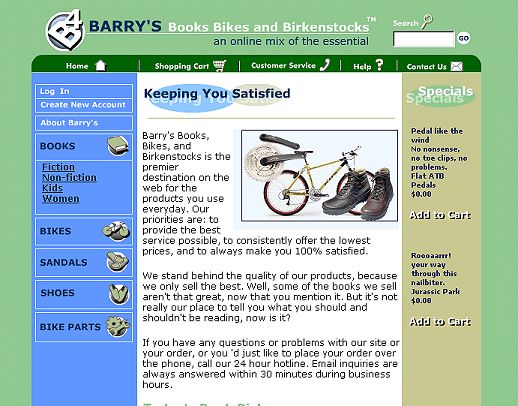 B4
BARRY'S Books Bikes and Birkenstocks™
an online mix of the essential
Search
GO
Home
Shopping Cart
Customer Service
Help ?
Contact Us
Log In
Create New Account
About Barry's
BOOKS
Fiction
Non-fiction
Kids
Women
BIKES
SANDALS
SHOES
BIKE PARTS
Keeping You Satisfied
Barry's Books,
Bikes, and
Birkenstocks is the
premier
destination on the
web for the
products you use
everyday. Our
priorities are: to
provide the best
service possible, to consistently offer the lowest
prices, and to always make you 100% satisfied.
We stand behind the quality of our products, because
we only sell the best. Well, some of the books we sell
aren't that great, now that you mention it. But it's not
really our place to tell you what you should and
shouldn't be reading, now is it?
If you have any questions or problems with our site or
your order, or you 'd just like to place your order over
the phone, call our 24 hour hotline. Email inquiries are
always answered within 30 minutes during business
hours.
Specials
Pedal like the
wind
No nonsense,
no toe clips, no
problems.
Flat ATB
Pedals
$0.00
Add to Cart
Roooaarrr!
your way
through this
nailbiter.
Jurassic Park
$0.00
Add to Cart